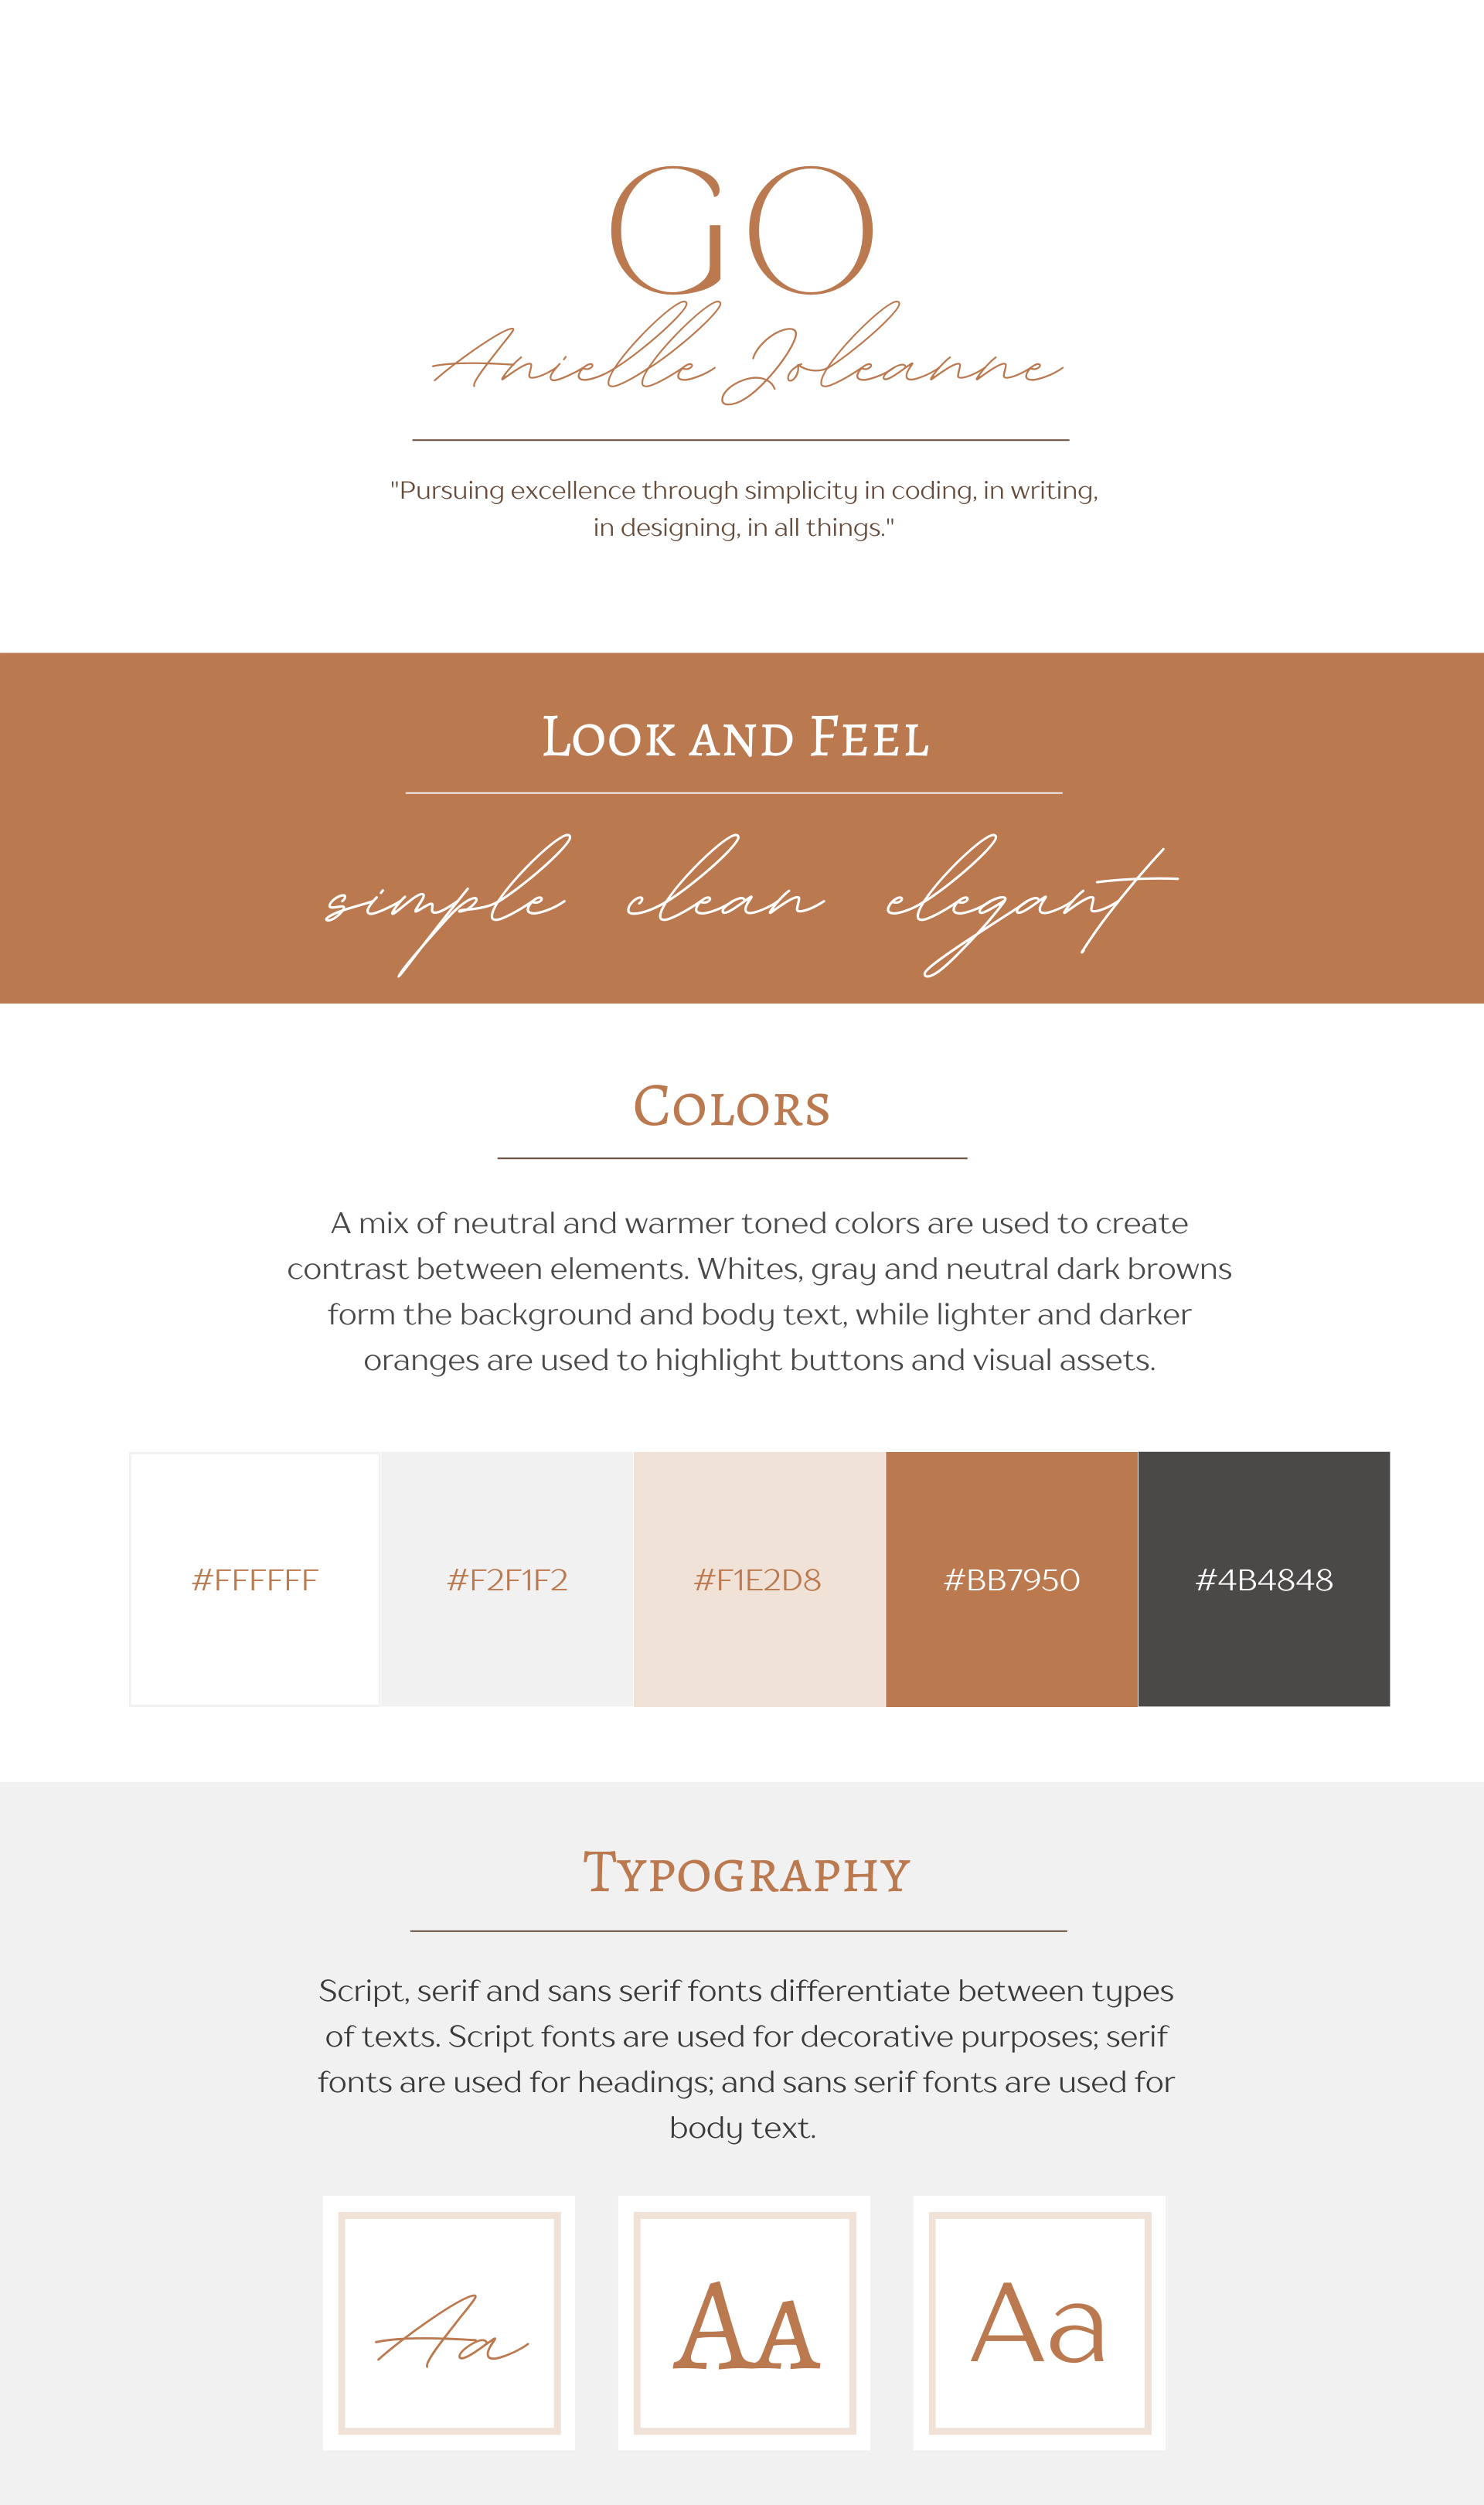 GO
Anielle Joleanne
"Pursuing excellence through simplicity in coding, in writing,
in designing, in all things."
Look and Feel
simple clean elegant
Colors
A mix of neutral and warmer toned colors are used to create
contrast between elements. Whites, gray and neutral dark browns
form the background and body text, while lighter and darker
oranges are used to highlight buttons and visual assets.
#FFFFFF #F2F1F2 #F1E2D8 #BB7950 #4B4848
Typography
Script, serif and sans serif fonts differentiate between types
of texts. Script fonts are used for decorative purposes; serif
fonts are used for headings; and sans serif fonts are used for
body text.
Aa Aa Aa